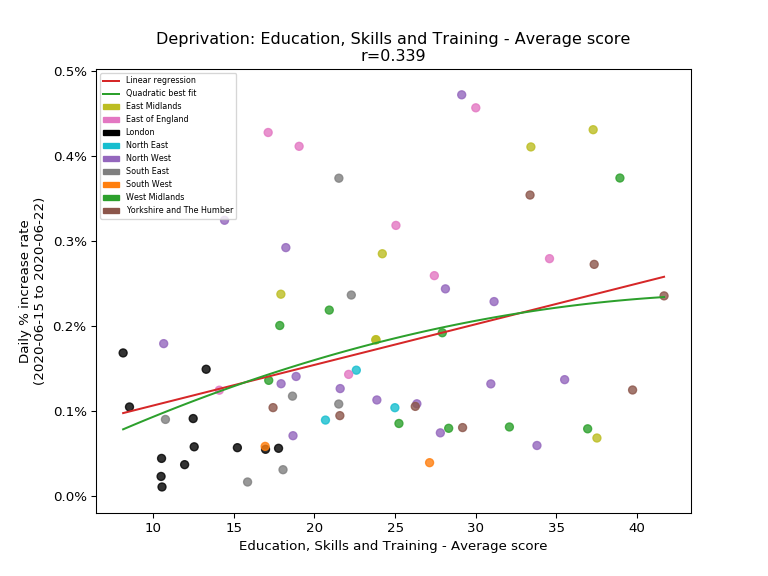 Deprivation: Education, Skills and Training - Average score
r=0.339
Daily % increase rate
(2020-06-15 to 2020-06-22)
0.5%
0.4%
0.3%
0.2%
0.1%
0.0%
Linear regression
Quadratic best fit
East Midlands
East of England
London
North East
North West
South East
South West
West Midlands
Yorkshire and The Humber
10 15 20 25 30 35 40
Education, Skills and Training - Average score